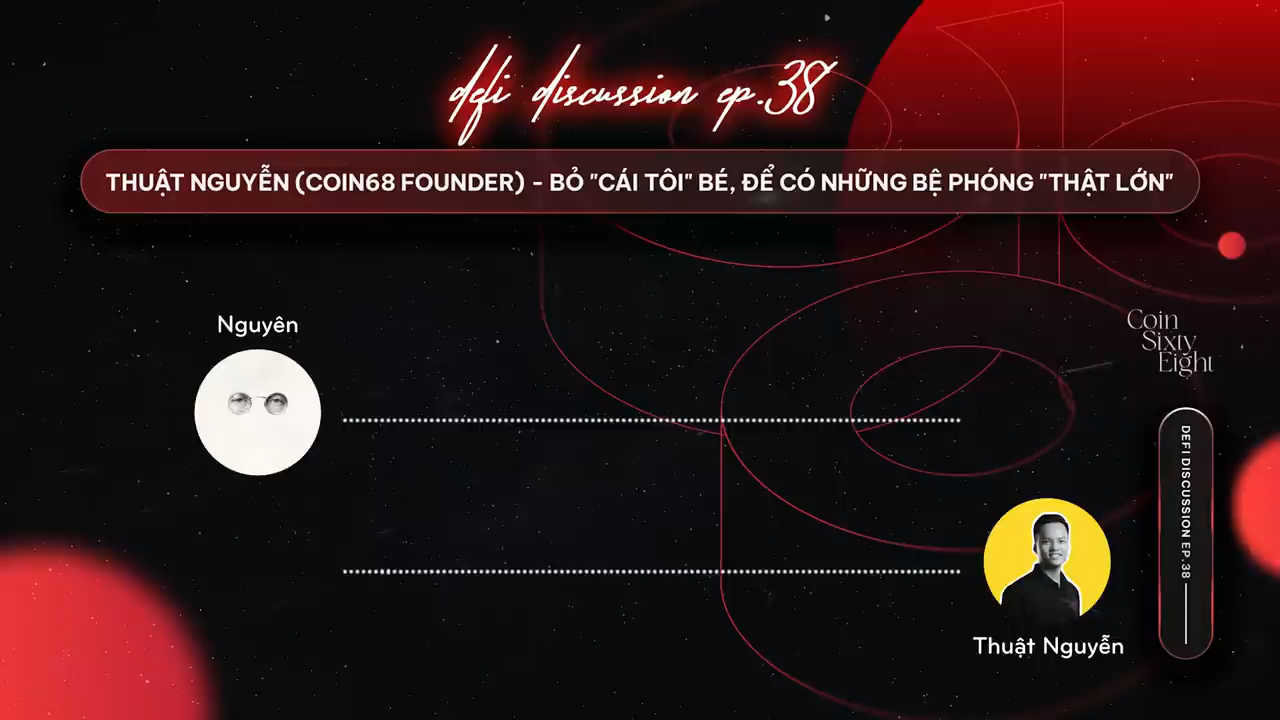 defi discussion ep.38
THUẬT NGUYỄN (COIN68 FOUNDER) - BỎ "CÁI TÔI" BÉ, ĐỂ CÓ NHỮNG BỆ PHÓNG "THẬT LỚN"
Nguyên
Coin
Sixty
Eight
DEFI DISCUSSION EP.38
Thuật Nguyễn